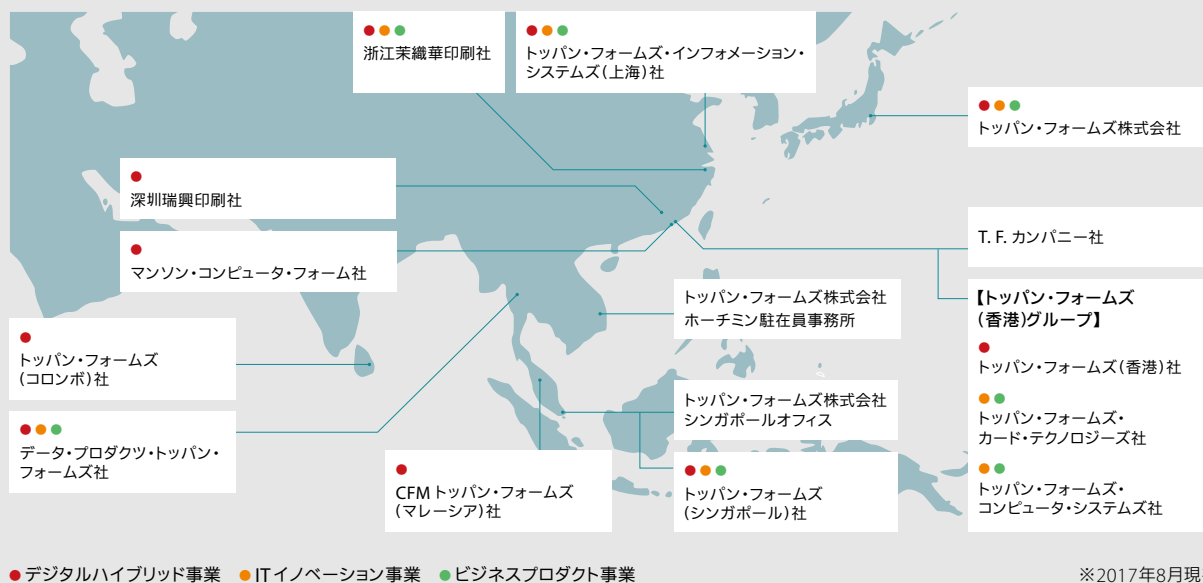 浙江茉織華印刷社
トッパン・フォームズ・インフォメーション・
システムズ(上海)社
トッパン・フォームズ株式会社
深圳瑞興印刷社
マンソン・コンピュータ・フォーム社
T. F. カンパニー社
トッパン・フォームズ株式会社
ホーチミン駐在員事務所
【トッパン・フォームズ
(香港)グループ】
トッパン・フォームズ(香港)社
トッパン・フォームズ・
カード・テクノロジーズ社
トッパン・フォームズ・
コンピュータ・システムズ社
トッパン・フォームズ
(コロンボ)社
トッパン・フォームズ株式会社
シンガポールオフィス
データ・プロダクツ・トッパン・
フォームズ社
CFM トッパン・フォームズ
(マレーシア)社
トッパン・フォームズ
(シンガポール)社
●デジタルハイブリッド事業 ●ITイノベーション事業 ●ビジネスプロダクト事業
※2017年8月現